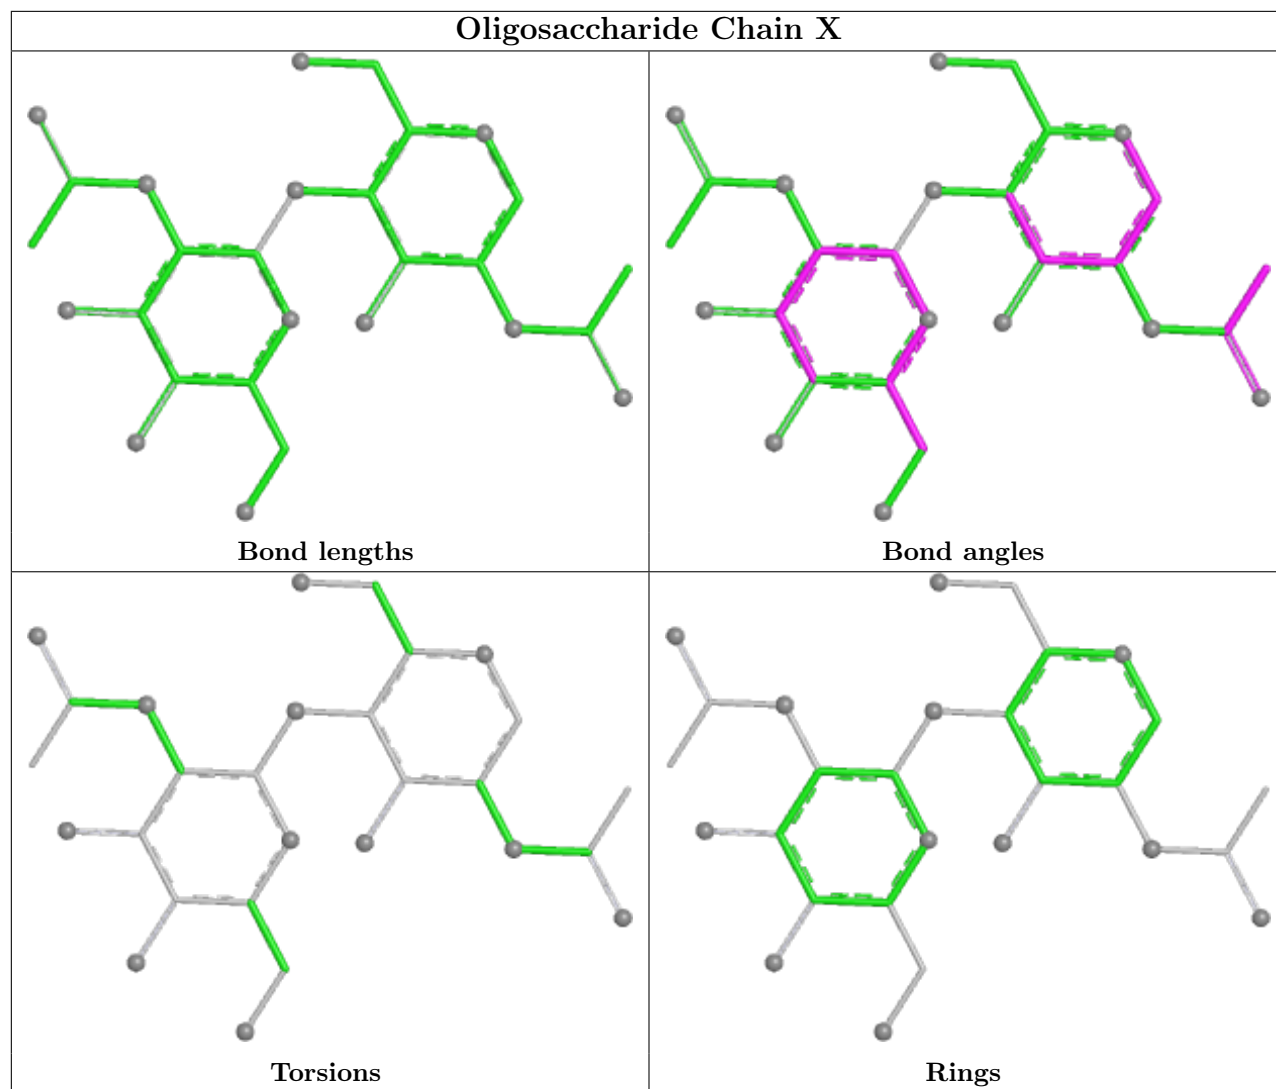 Oligosaccharide Chain X
Bond lengths
Bond angles
Torsions
Rings